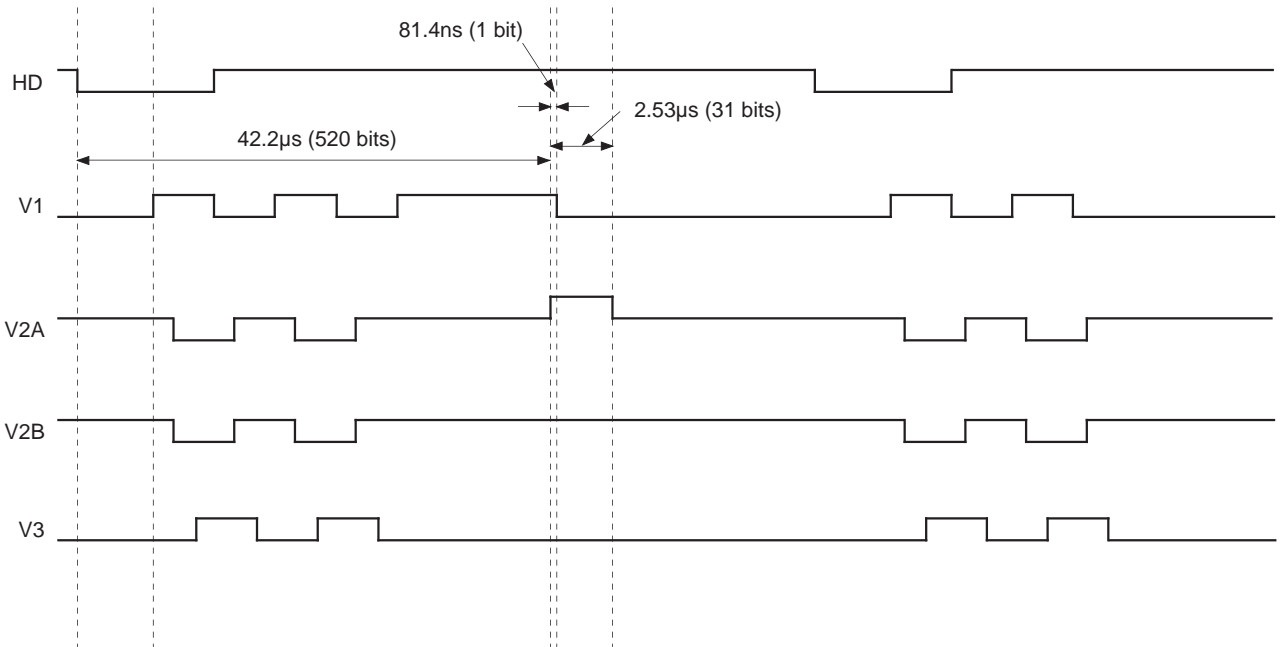 81.4ns (1 bit)
HD
2.53μs (31 bits)
42.2μs (520 bits)
V1
V2A
V2B
V3